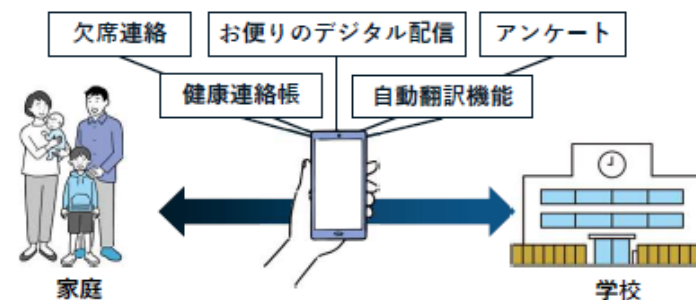 欠席連絡
お便りのデジタル配信
アンケート
健康連絡帳
自動翻訳機能
家庭
学校